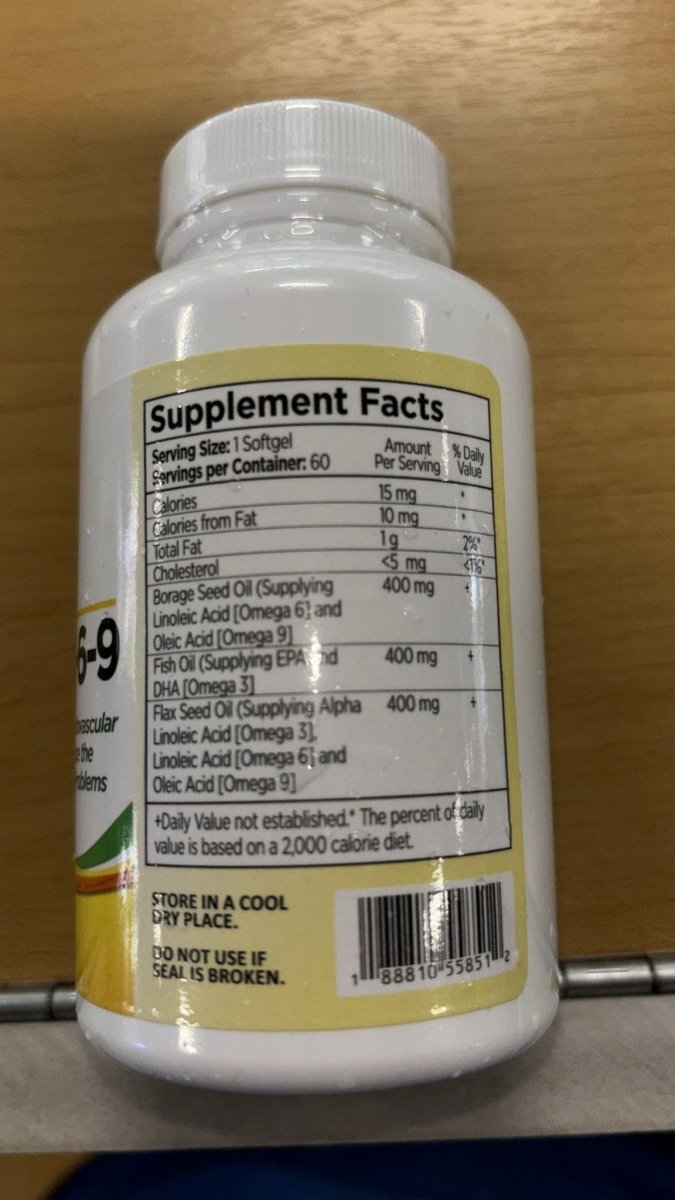 Supplement Facts
Serving Size: 1 Softgel
Servings per Container: 60
Amount Per Serving
% Daily Value
Calories 15 mg *
Calories from Fat 10 mg *
Total Fat 1 g 2%*
Cholesterol <5 mg <1%*
Borage Seed Oil (Supplying 400 mg +
Linoleic Acid [Omega 6] and
Oleic Acid [Omega 9]
Fish Oil (Supplying EPA and 400 mg +
DHA [Omega 3]
Flax Seed Oil (Supplying Alpha 400 mg +
Linoleic Acid [Omega 3],
Linoleic Acid [Omega 6] and
Oleic Acid [Omega 9]
+Daily Value not established.* The percent of daily
value is based on a 2,000 calorie diet.
STORE IN A COOL
DRY PLACE.
DO NOT USE IF
SEAL IS BROKEN.
1 88810 55851 2
6-9
the